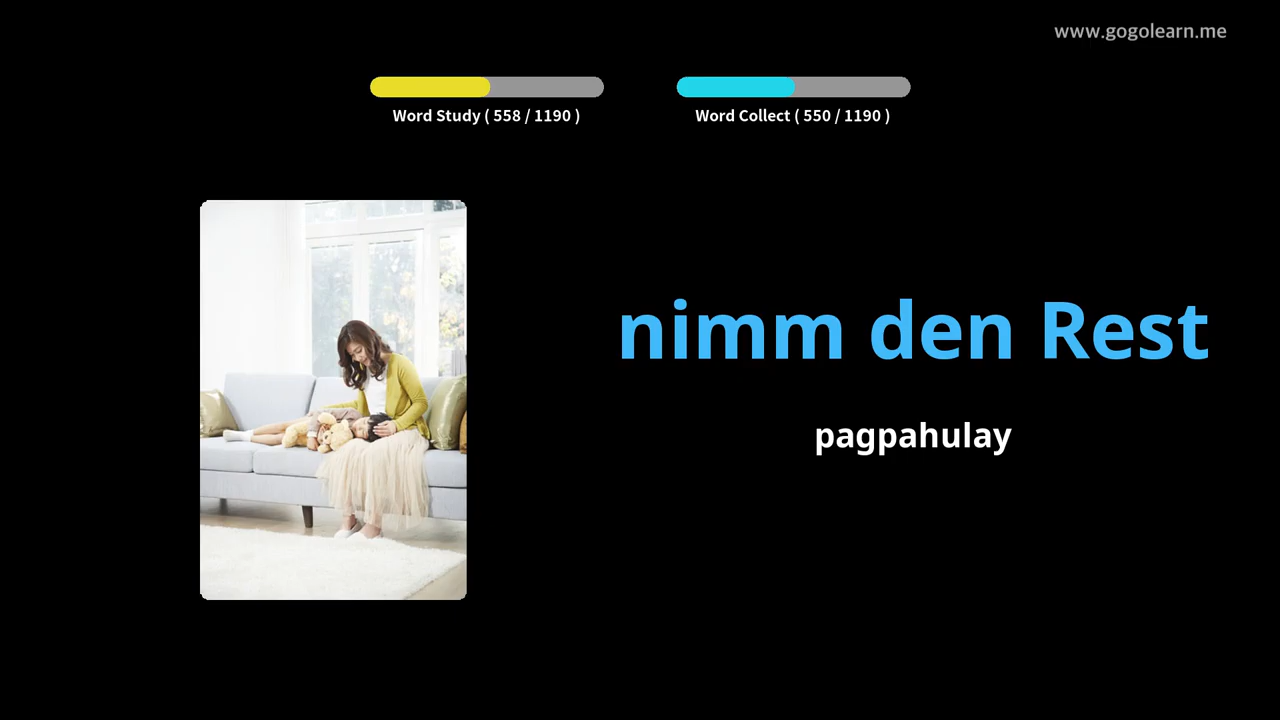 www.gogolearn.me
Word Study ( 558 / 1190 )
Word Collect ( 550 / 1190 )
nimm den Rest
pagpahulay